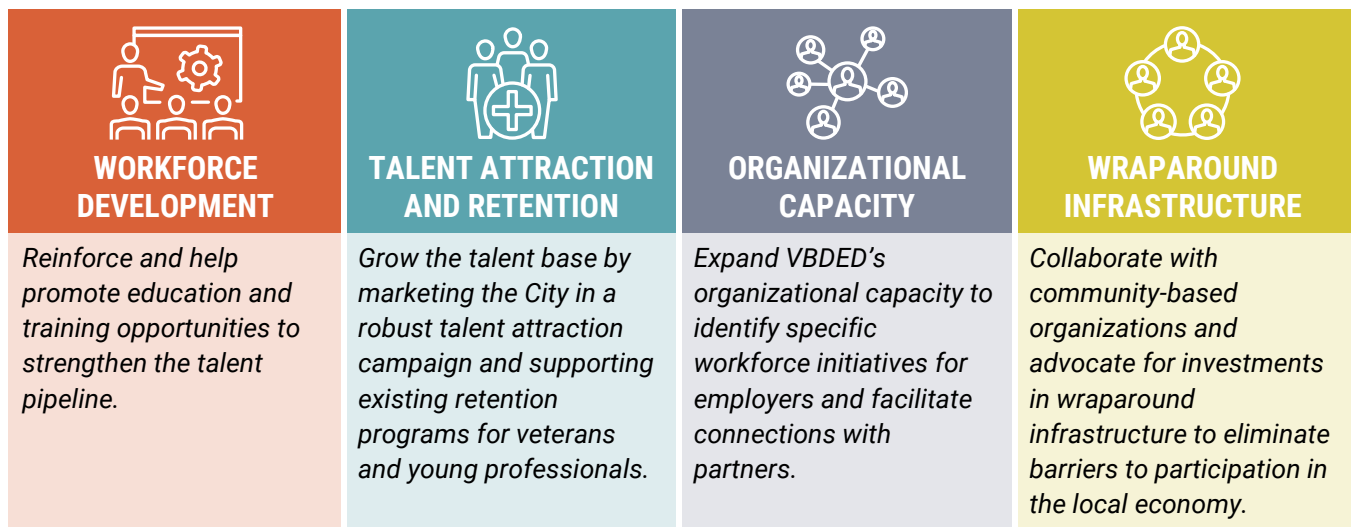 WORKFORCE
DEVELOPMENT
Reinforce and help
promote education and
training opportunities to
strengthen the talent
pipeline.
TALENT ATTRACTION
AND RETENTION
Grow the talent base by
marketing the City in a
robust talent attraction
campaign and supporting
existing retention
programs for veterans
and young professionals.
ORGANIZATIONAL
CAPACITY
Expand VBDED’s
organizational capacity to
identify specific
workforce initiatives for
employers and facilitate
connections with
partners.
WRAPAROUND
INFRASTRUCTURE
Collaborate with
community-based
organizations and
advocate for investments
in wraparound
infrastructure to eliminate
barriers to participation in
the local economy.